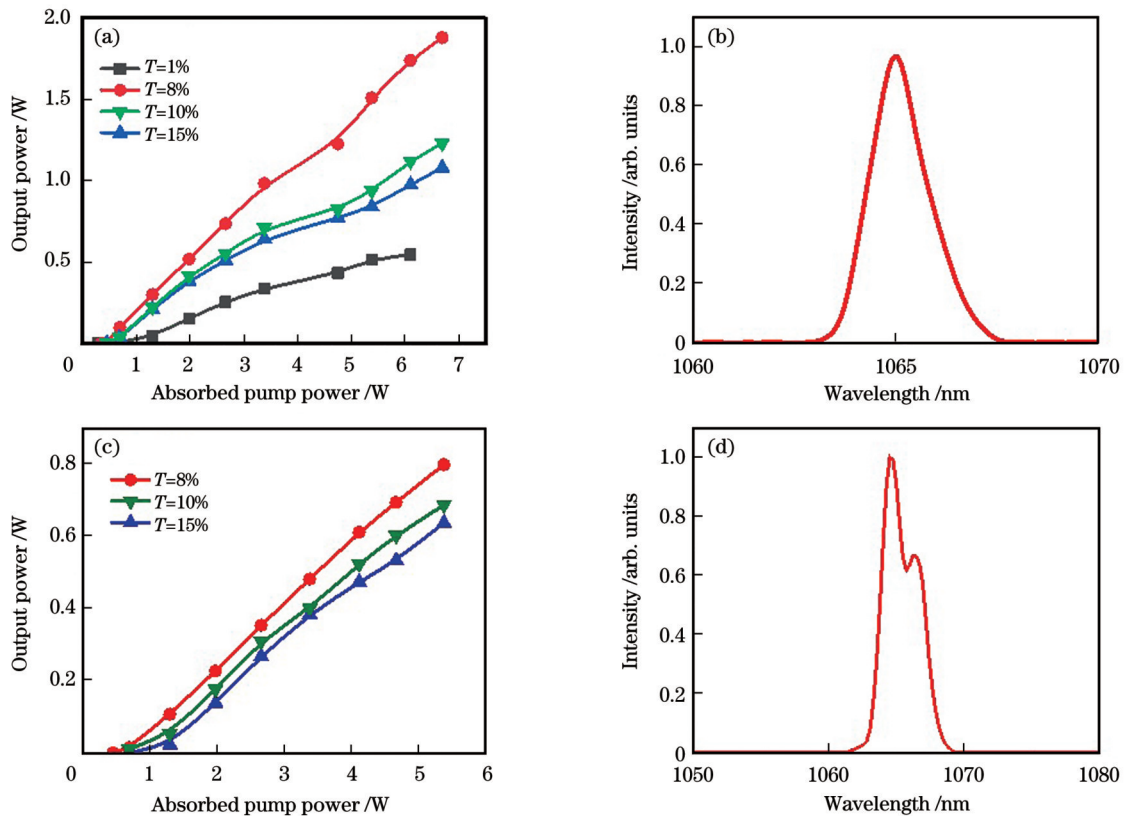 (a)
T=1%
T=8%
T=10%
T=15%
2.0
1.5
1.0
0.5
0 1 2 3 4 5 6 7
Output power /W
Absorbed pump power /W
(b)
1.0
0.8
0.6
0.4
0.2
0
1060 1065 1070
Intensity /arb. units
Wavelength /nm
(c)
T=8%
T=10%
T=15%
0.8
0.6
0.4
0.2
0 1 2 3 4 5 6
Output power /W
Absorbed pump power /W
(d)
1.0
0.8
0.6
0.4
0.2
0
1050 1060 1070 1080
Intensity /arb. units
Wavelength /nm